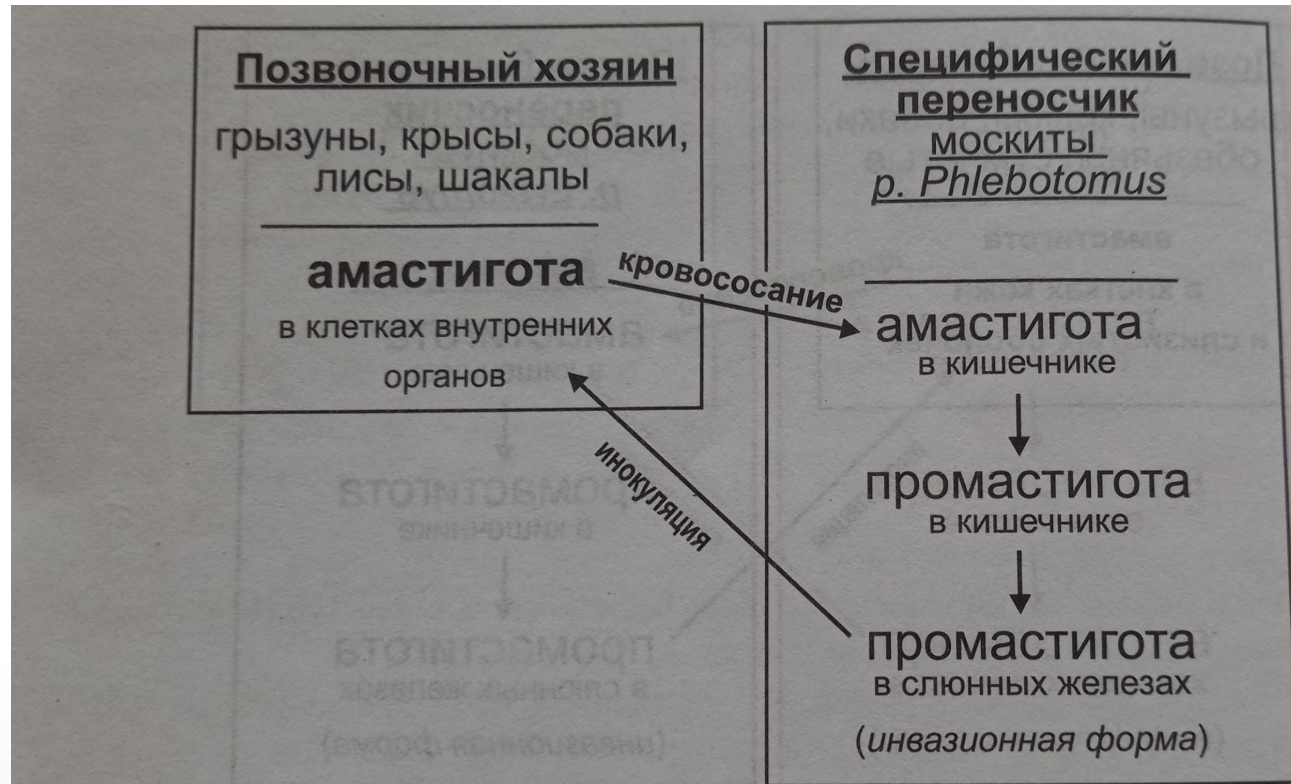 Позвоночный хозяин
грызуны, крысы, собаки,
лисы, шакалы
амастигота
в клетках внутренних
органов
кровососание
инокуляция
Специфический
переносчик
москиты
р. Phlebotomus
амастигота
в кишечнике
промастигота
в кишечнике
промастигота
в слюнных железах
(инвазионная форма)